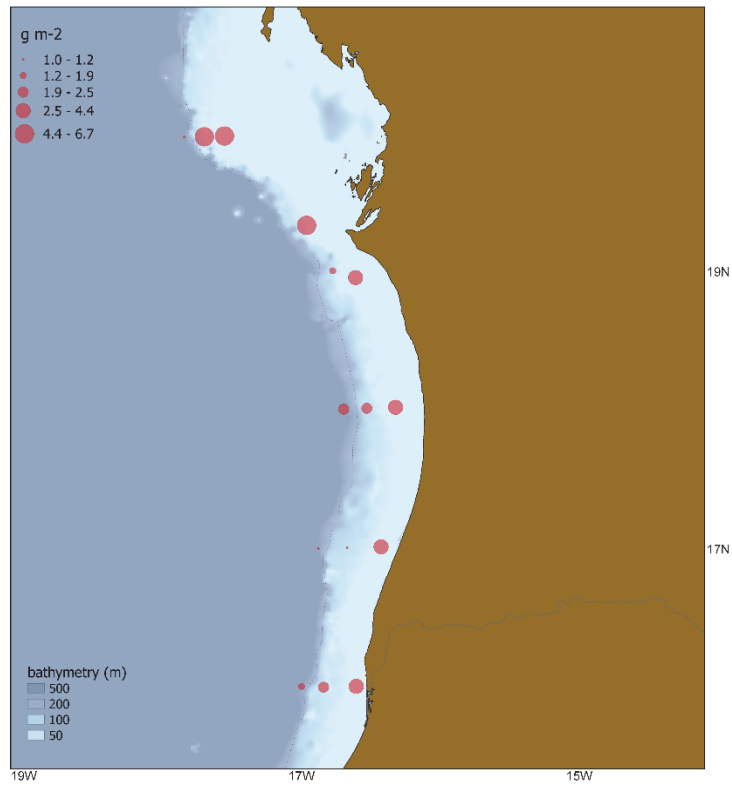 g m-2
1.0 - 1.2
1.2 - 1.9
1.9 - 2.5
2.5 - 4.4
4.4 - 6.7
19N
17N
bathymetry (m)
500
200
100
50
19W
17W
15W